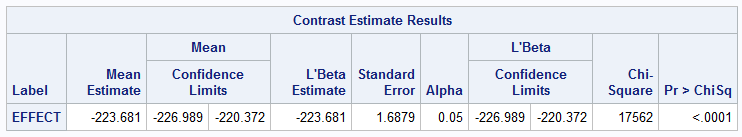 Contrast Estimate Results
Mean L'Beta
Label Mean Estimate Confidence Limits L'Beta Estimate Standard Error Alpha Confidence Limits Chi-Square Pr > ChiSq
EFFECT -223.681 -226.989 -220.372 -223.681 1.6879 0.05 -226.989 -220.372 17562 <.0001